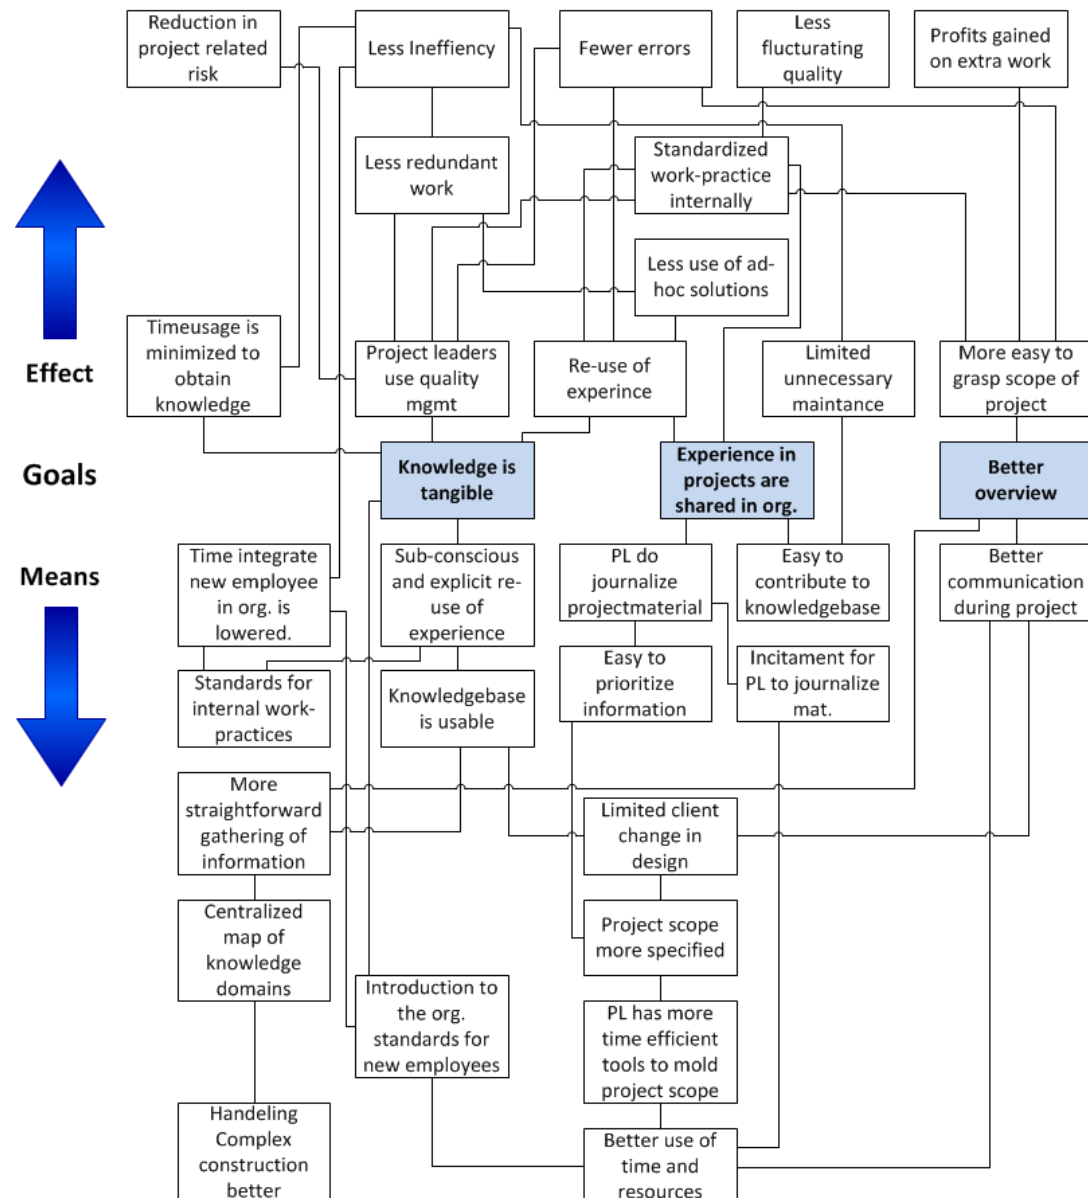 Reduction in
project related
risk
Less Ineffiency
Fewer errors
Less
flucturating
quality
Profits gained
on extra work
Less redundant
work
Standardized
work-practice
internally
Less use of ad-
hoc solutions
Timeusage is
minimized to
obtain
knowledge
Project leaders
use quality
mgmt
Re-use of
experince
Limited
unnecessary
maintance
More easy to
grasp scope of
project
Effect
Goals
Knowledge is
tangible
Experience in
projects are
shared in org.
Better
overview
Means
Time integrate
new employee
in org. is
lowered.
Sub-conscious
and explicit re-
use of
experience
PL do
journalize
projectmaterial
Easy to
contribute to
knowledgebase
Better
communication
during project
Standards for
internal work-
practices
Knowledgebase
is usable
Easy to
prioritize
information
Incitament for
PL to journalize
mat.
More
straightforward
gathering of
information
Limited client
change in
design
Centralized
map of
knowledge
domains
Project scope
more specified
Introduction to
the org.
standards for
new employees
PL has more
time efficient
tools to mold
project scope
Handeling
Complex
construction
better
Better use of
time and
resources